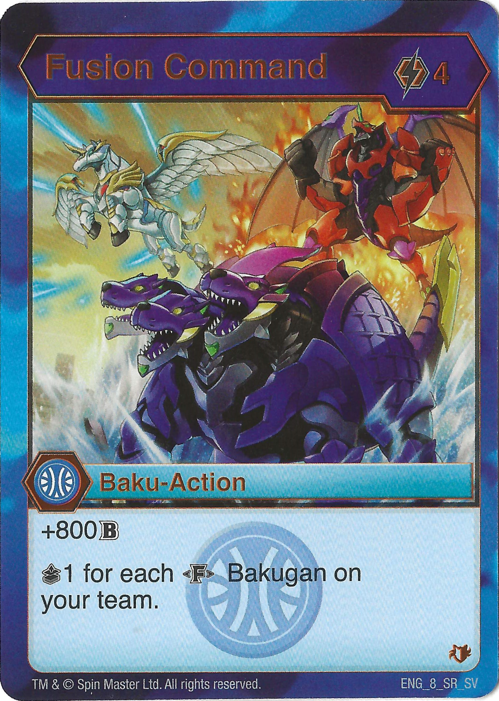 Fusion Command
4
Baku-Action
+800B
1 for each F Bakugan on
your team.
TM & © Spin Master Ltd. All rights reserved.
ENG_8_SR_SV